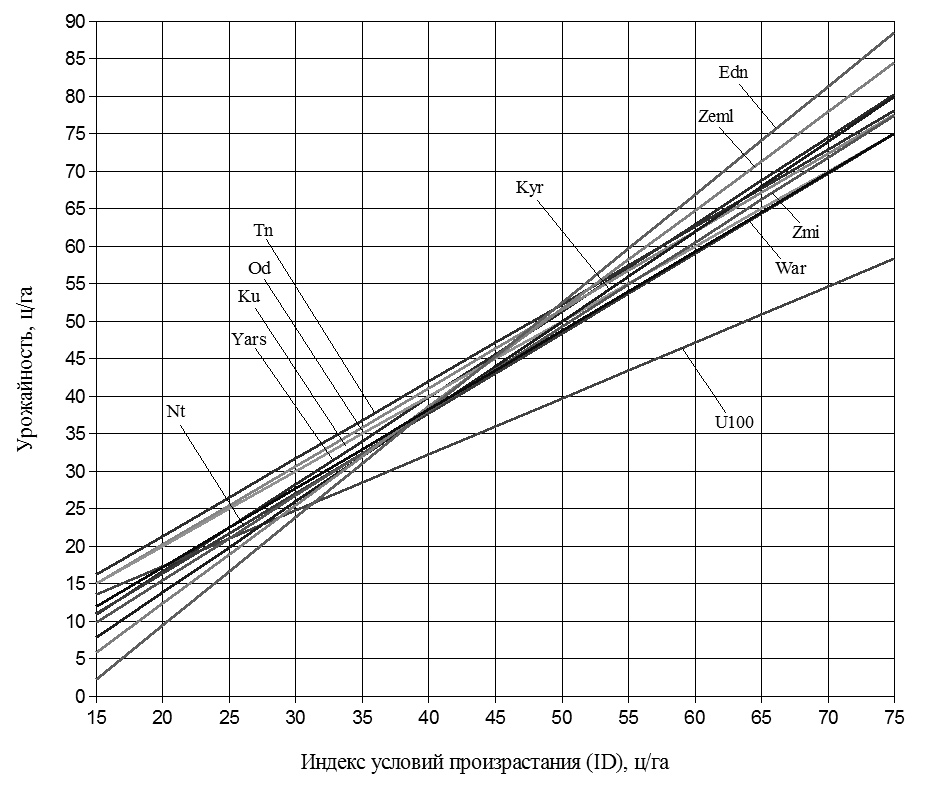 90
85
80
75
70
65
60
55
50
45
40
35
30
25
20
15
10
5
0
Урожайность, ц/га
Edn
Zeml
Kyr
Tn
Zmi
Od
War
Ku
Yars
Nt
U100
15 20 25 30 35 40 45 50 55 60 65 70 75
Индекс условий произрастания (ID), ц/га